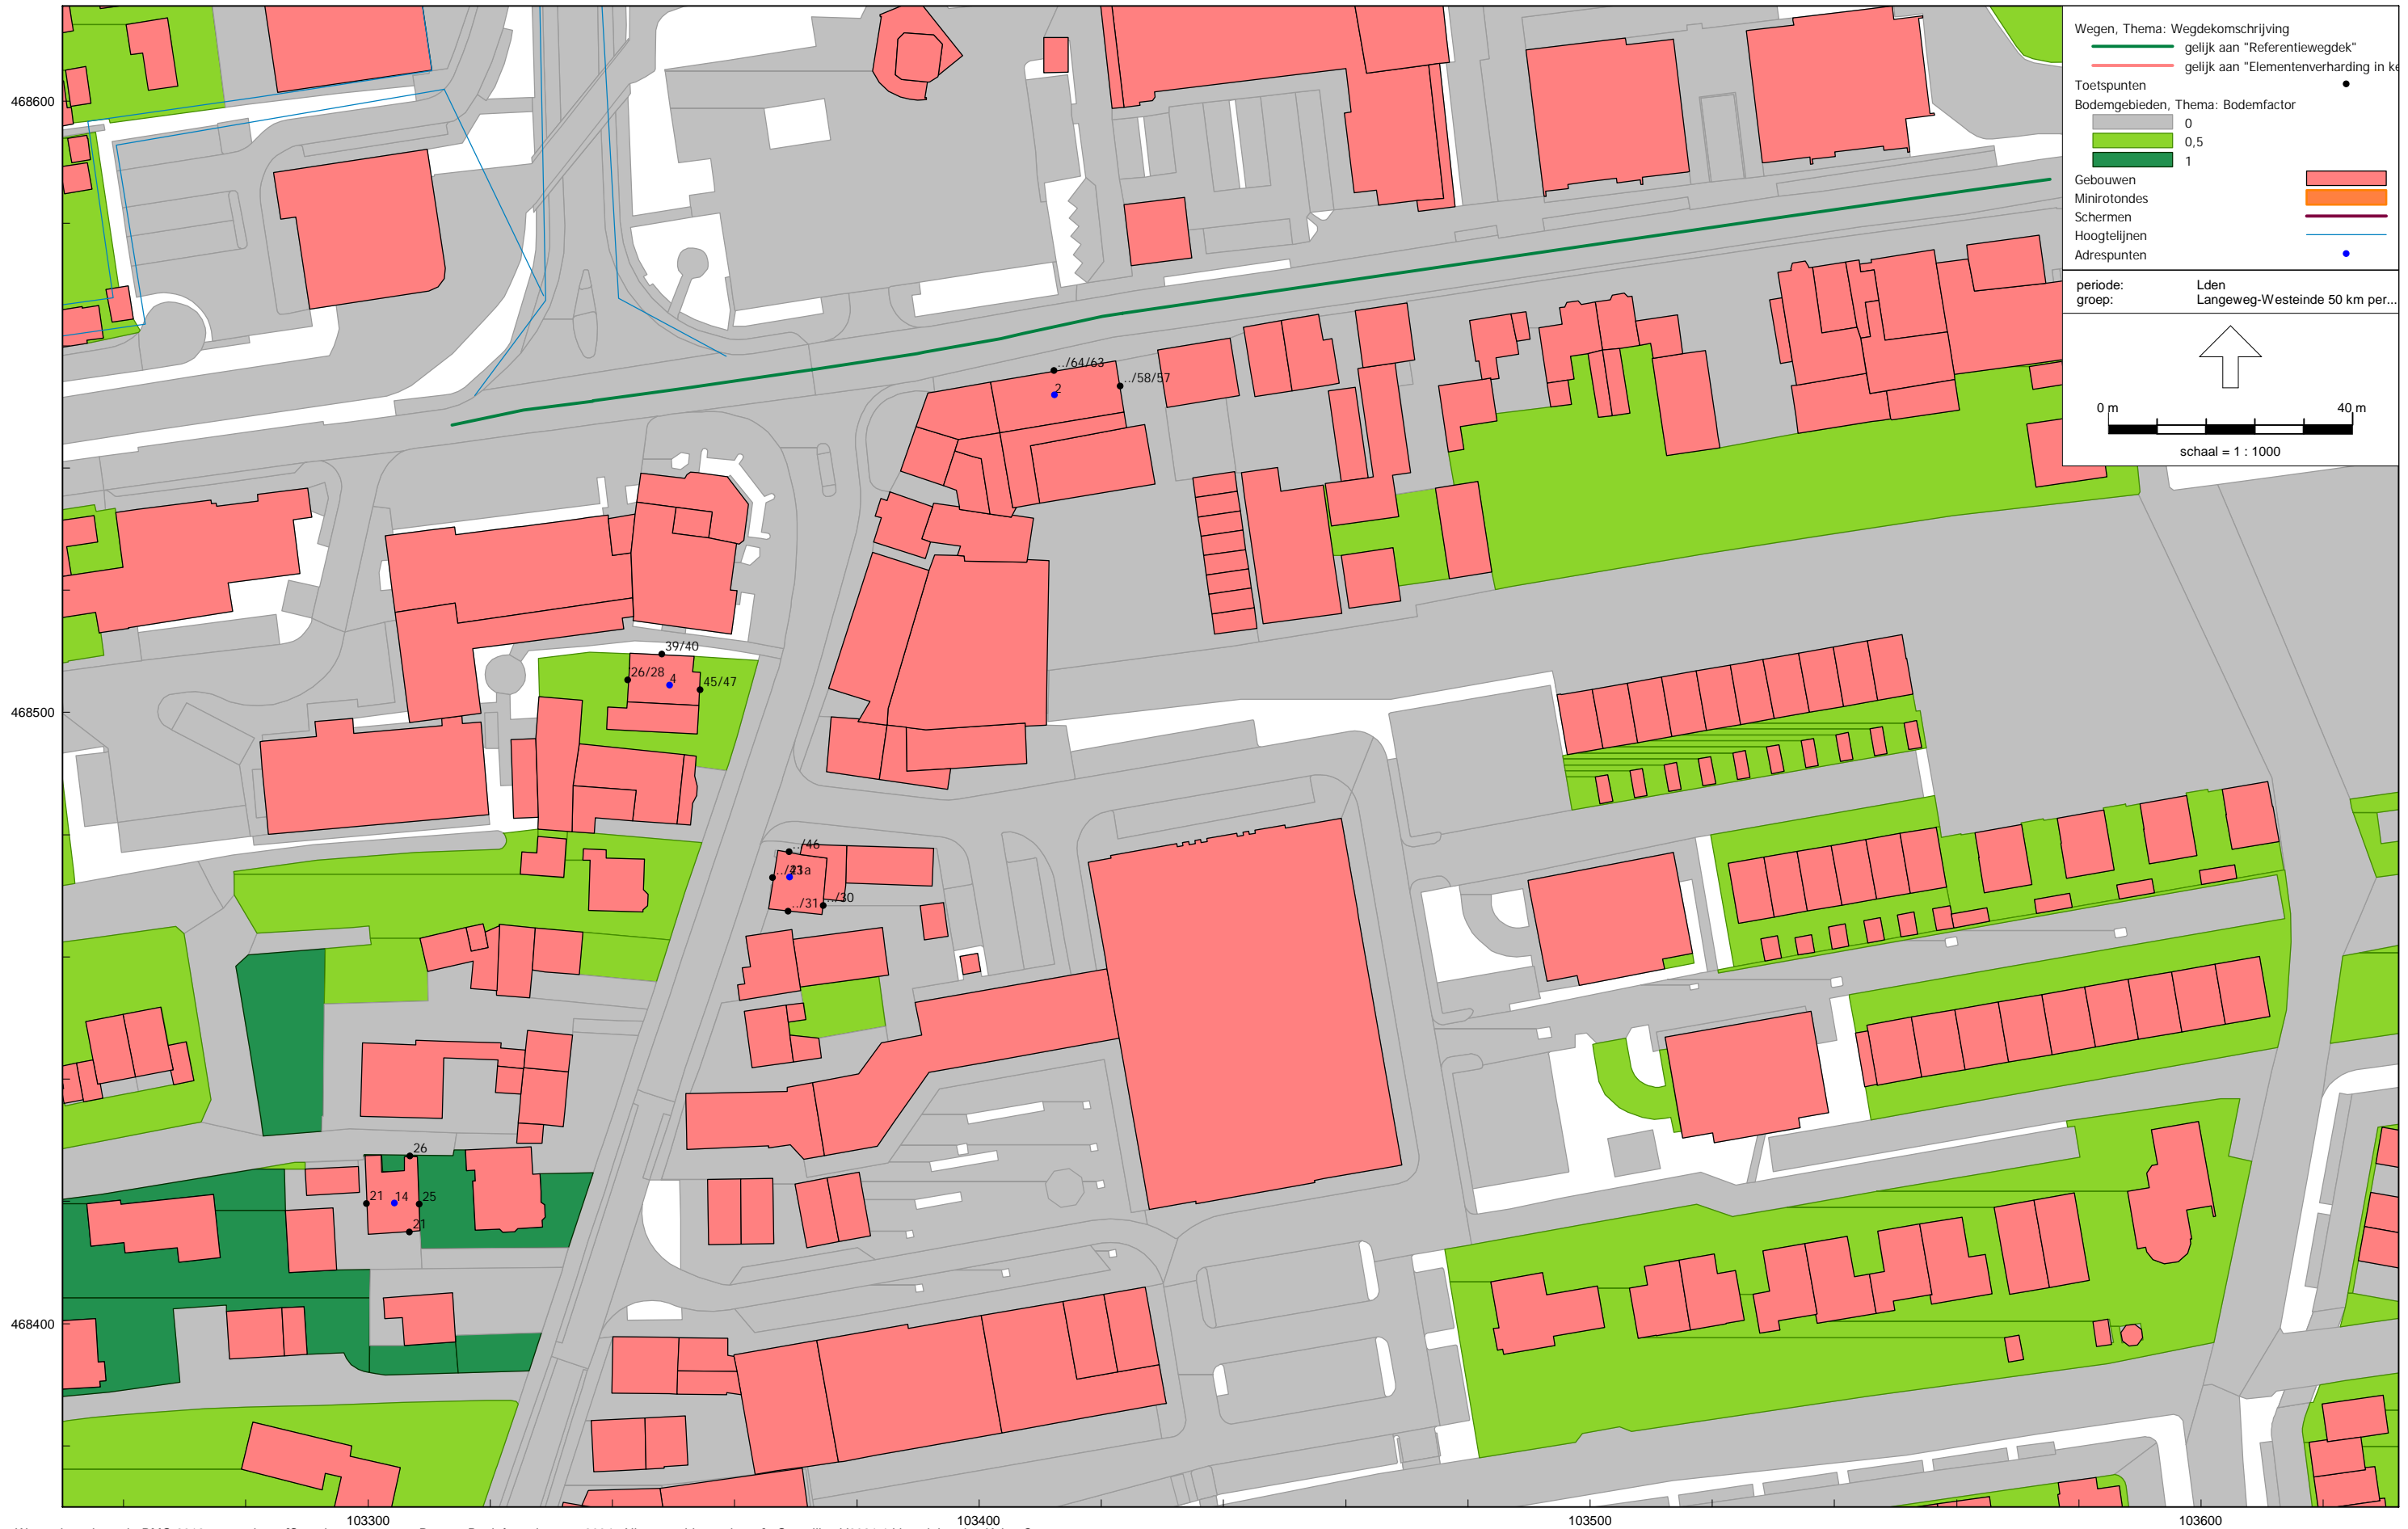 Wegen, Thema: Wegdekomschrijving
gelijk aan "Referentiewegdek"
gelijk aan "Elementenverharding in ke
Toetspunten
Bodemgebieden, Thema: Bodemfactor
0
0,5
1
Gebouwen
Minirotondes
Schermen
Hoogtelijnen
Adrespunten
periode: Lden
groep: Langeweg-Westeinde 50 km per...
0 m 40 m
schaal = 1 : 1000
468600
../64/63
../58/57
2
39/40
26/28
4
45/47
468500
../46
../31
../30
26
21
14
25
21
468400
103300
103400
103500
103600